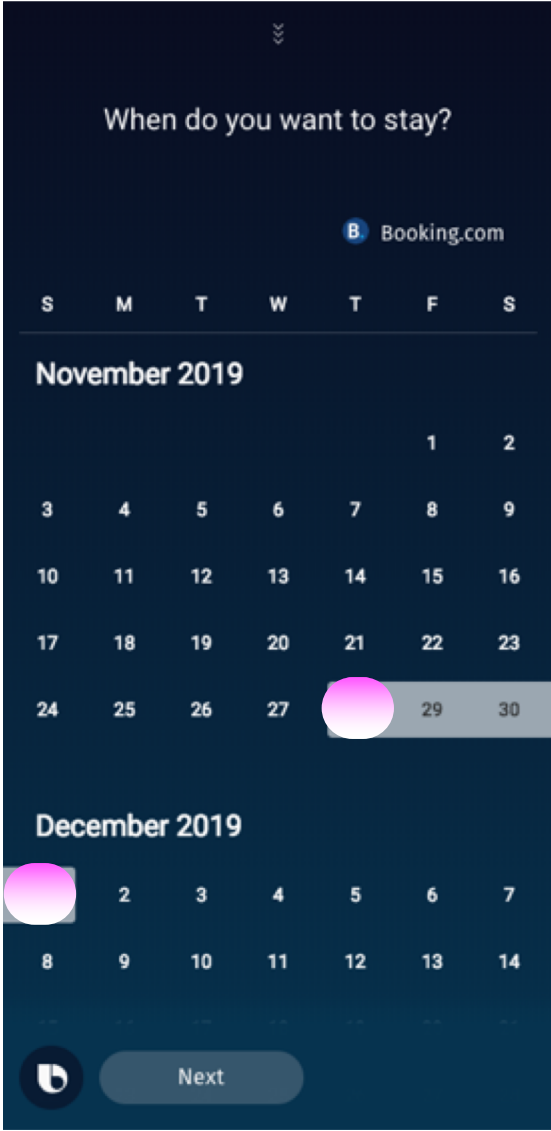 When do you want to stay?
B. Booking.com
S M T W T F S
November 2019
1 2
3 4 5 6 7 8 9
10 11 12 13 14 15 16
17 18 19 20 21 22 23
24 25 26 27 29 30
December 2019
2 3 4 5 6 7
8 9 10 11 12 13 14
Next